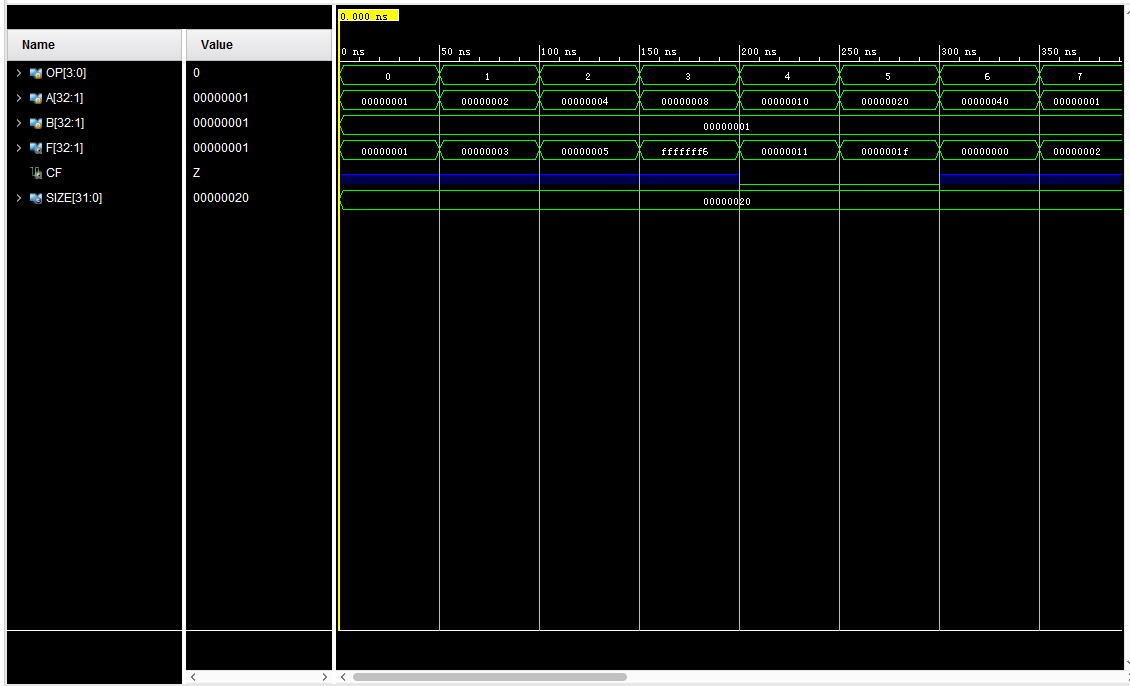 0.000 ns
Name Value
0 ns 50 ns 100 ns 150 ns 200 ns 250 ns 300 ns 350 ns
OP[3:0] 0 0 1 2 3 4 5 6 7
A[32:1] 00000001 00000001 00000002 00000004 00000008 00000010 00000020 00000040 00000001
B[32:1] 00000001 00000001
F[32:1] 00000001 00000001 00000003 00000005 fffffff6 00000011 0000001f 00000000 00000002
CF Z
SIZE[31:0] 00000020 00000020